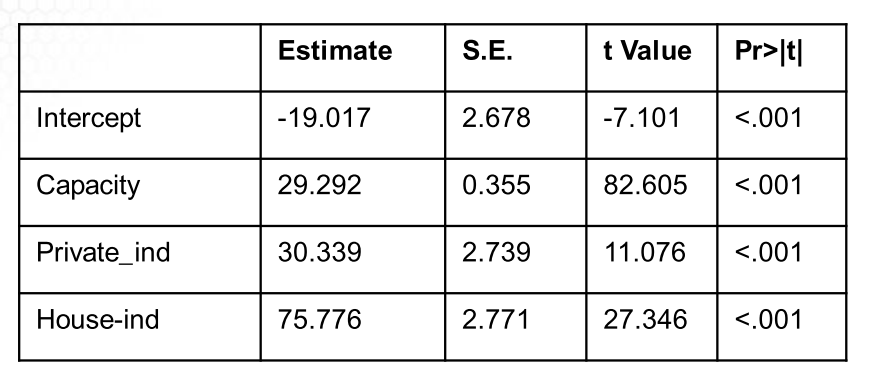 Estimate S.E. t Value Pr>|t|
Intercept -19.017 2.678 -7.101 <.001
Capacity 29.292 0.355 82.605 <.001
Private_ind 30.339 2.739 11.076 <.001
House-ind 75.776 2.771 27.346 <.001